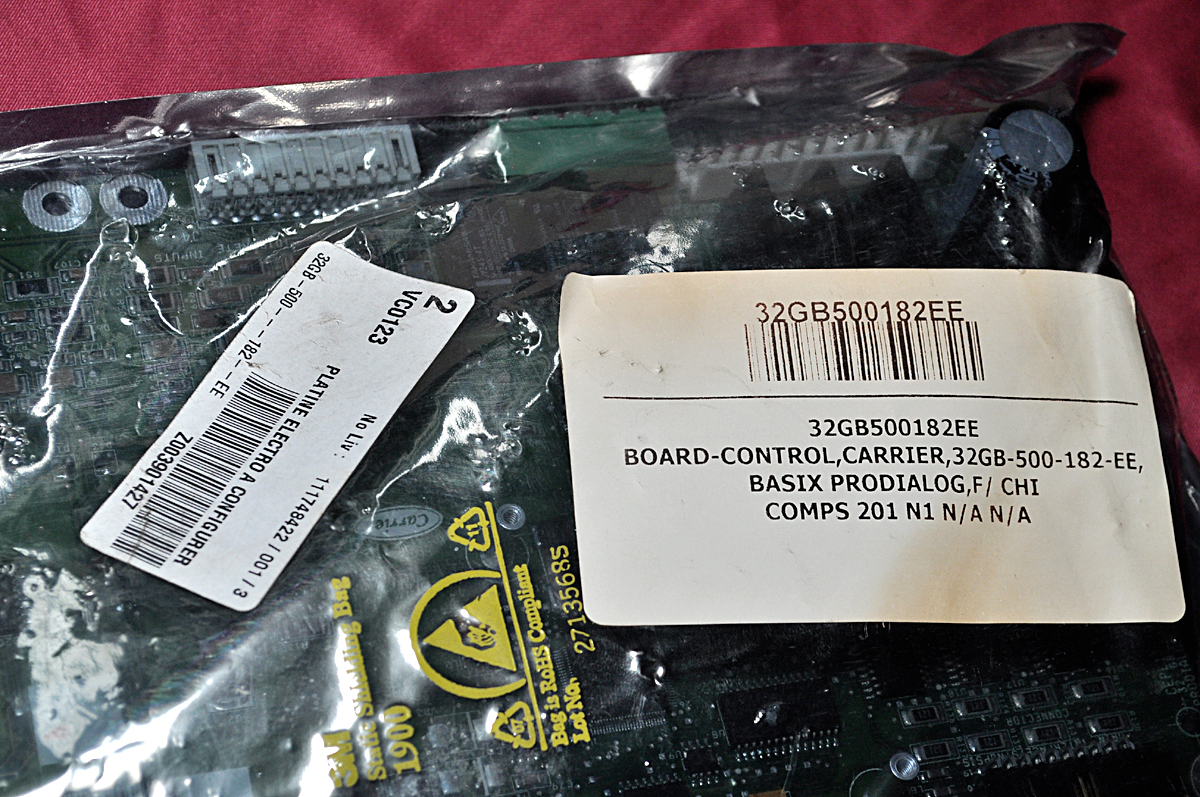 32GB500182EE
32GB500182EE
BOARD-CONTROL,CARRIER,32GB-500-182-EE,
BASIX PRODIALOG,F/ CHI
COMPS 201 N1 N/A N/A
2
VC0123
32GB-500---182--EE
PLATINE ELECTRO A CONFIGURER
Z003901427
No Liv : 111748422 / 001 / 3
INPUTS
Carrier
3M
Static Shielding Bag
1900
Bag is RoHS Compliant
Lot No. 27135685